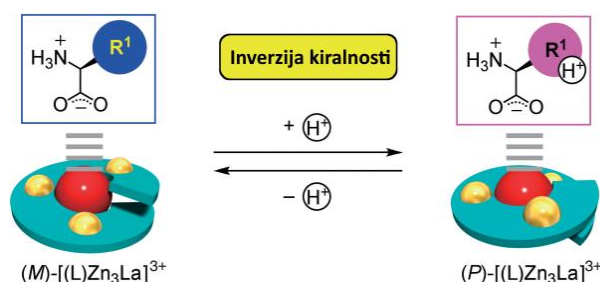 H₃N⁺
R¹
O⁻O
Inverzija kiralnosti
+ H⁺
− H⁺
H₃N⁺
R¹
H⁺
O⁻O
(M)-[(L)Zn₃La]³⁺
(P)-[(L)Zn₃La]³⁺